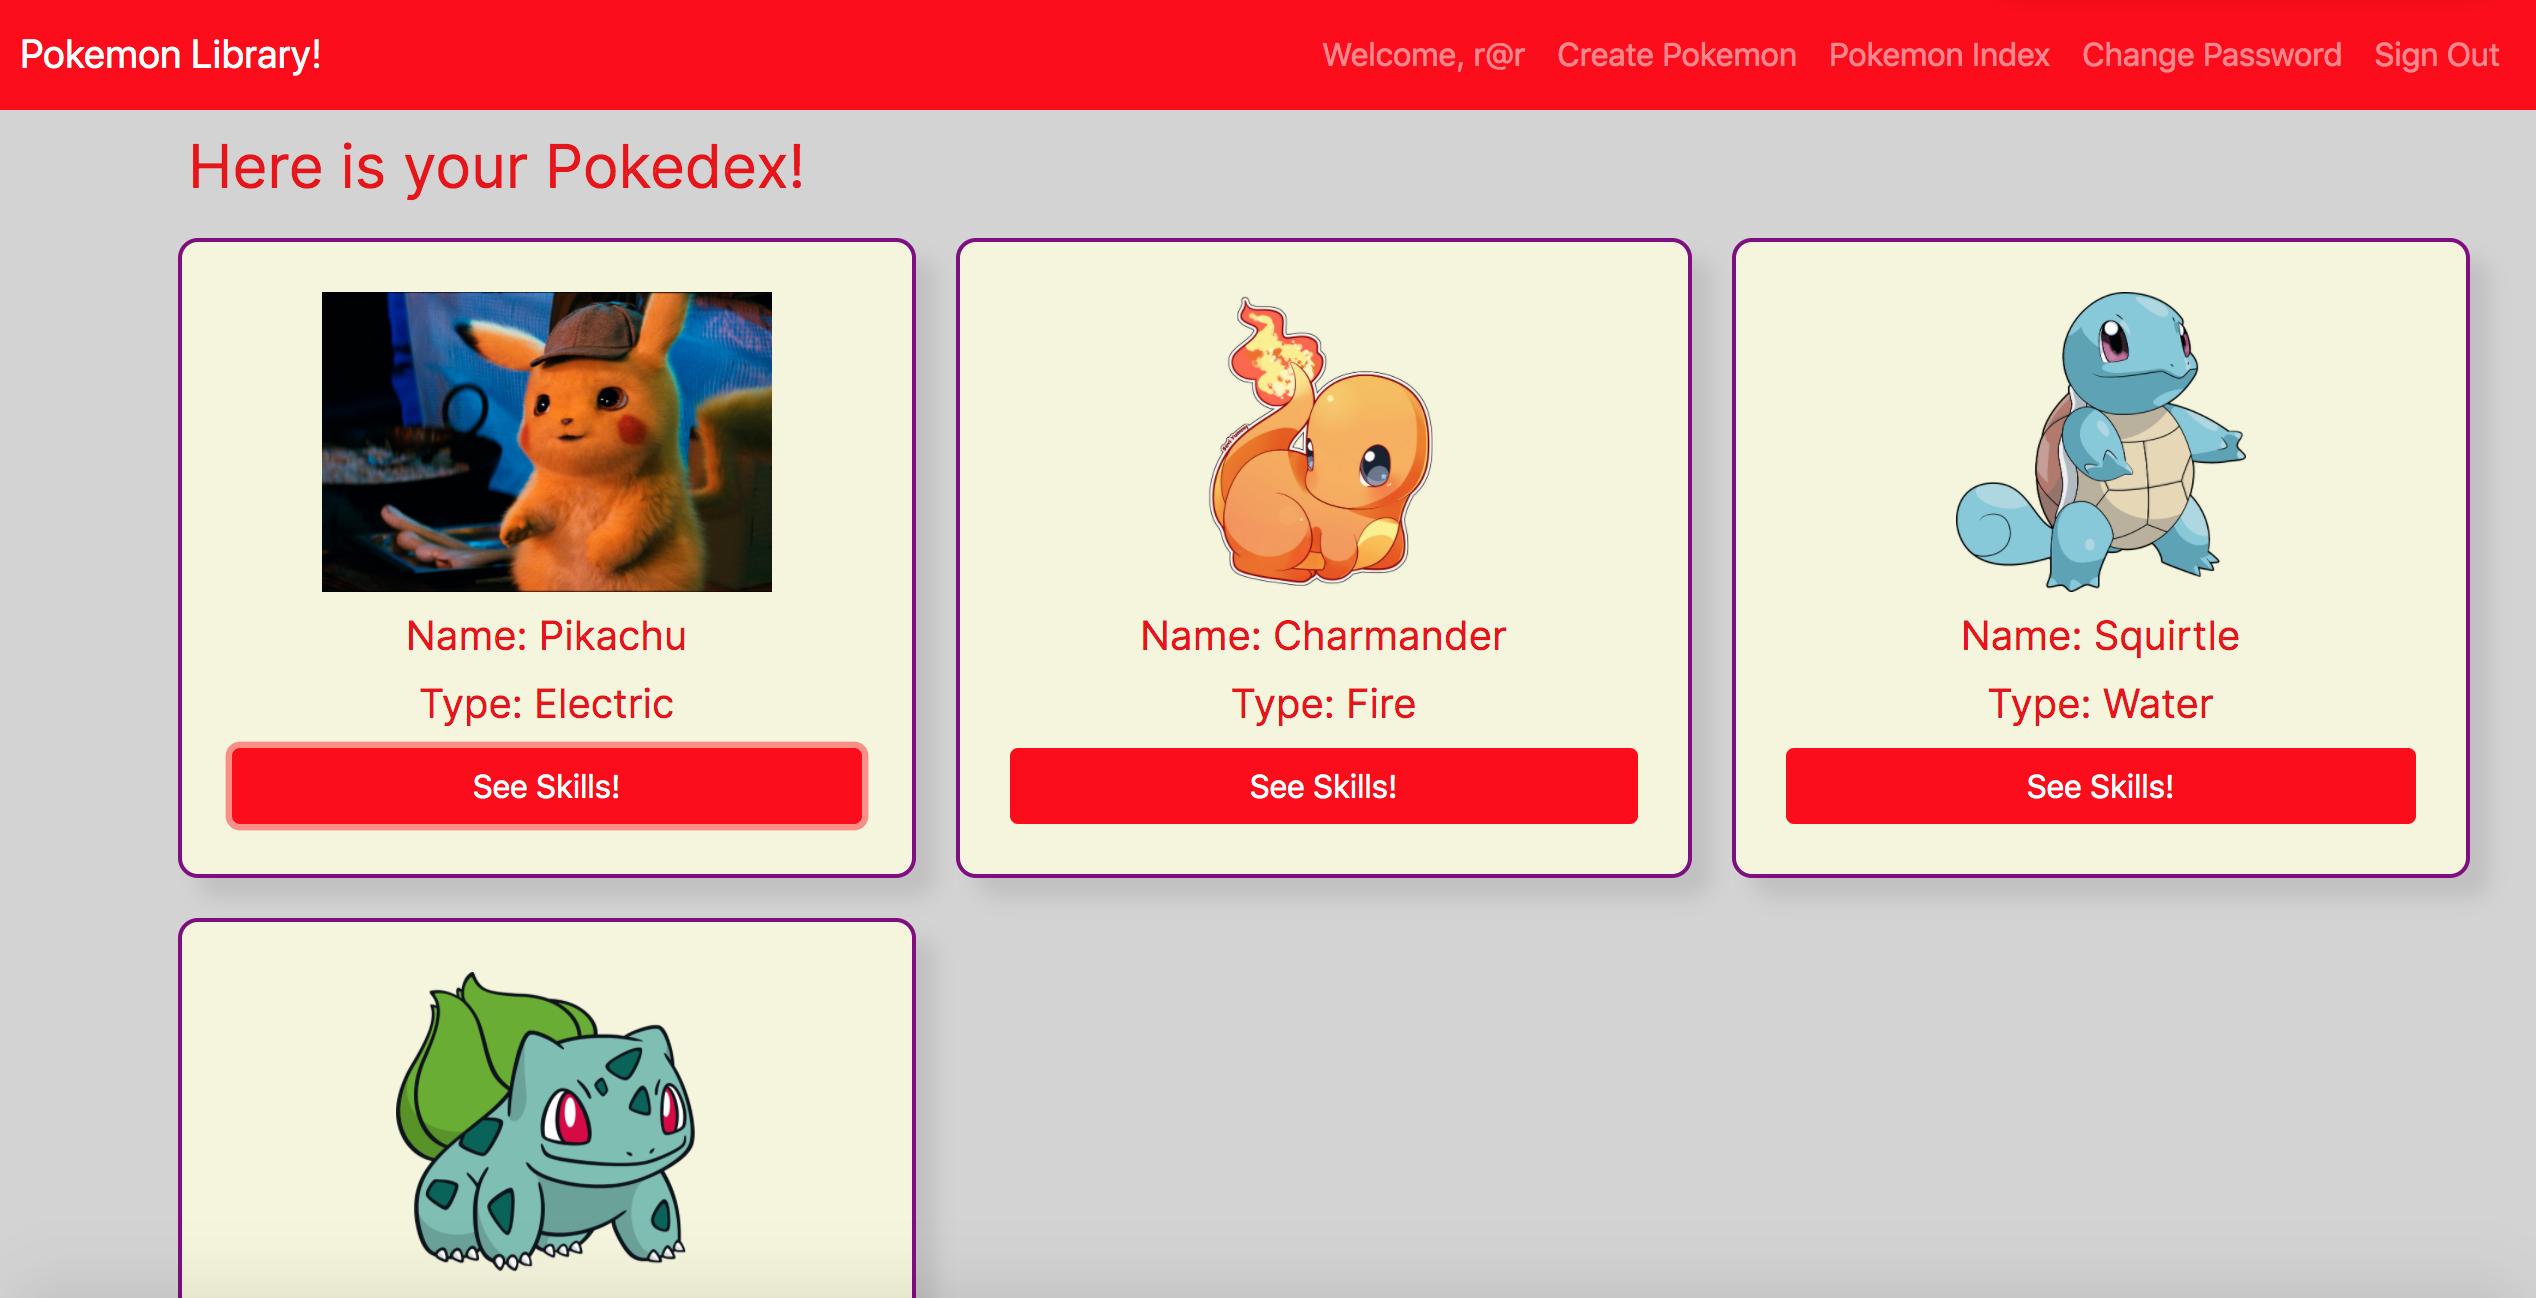 Pokemon Library!
Welcome, r@r Create Pokemon Pokemon Index Change Password Sign Out
Here is your Pokedex!
Name: Pikachu
Type: Electric
See Skills!
Name: Charmander
Type: Fire
See Skills!
Name: Squirtle
Type: Water
See Skills!